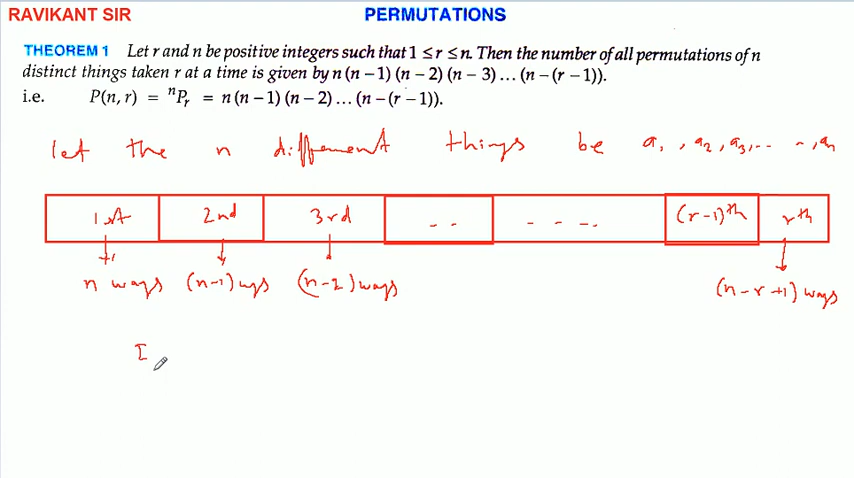 RAVIKANT SIR PERMUTATIONS
THEOREM 1 Let r and n be positive integers such that 1 ≤ r ≤ n. Then the number of all permutations of n
distinct things taken r at a time is given by n (n − 1) (n − 2) (n − 3) ... (n − (r − 1)).
i.e. P(n, r) = ⁿPᵣ = n (n − 1) (n − 2) ... (n − (r − 1)).
let the n different things be a₁, a₂, a₃, .. .., aₙ
1st 2nd 3rd .. - - - . (r-1)th rth
n ways (n-1) wys (n-2) ways (n-r+1) ways
I